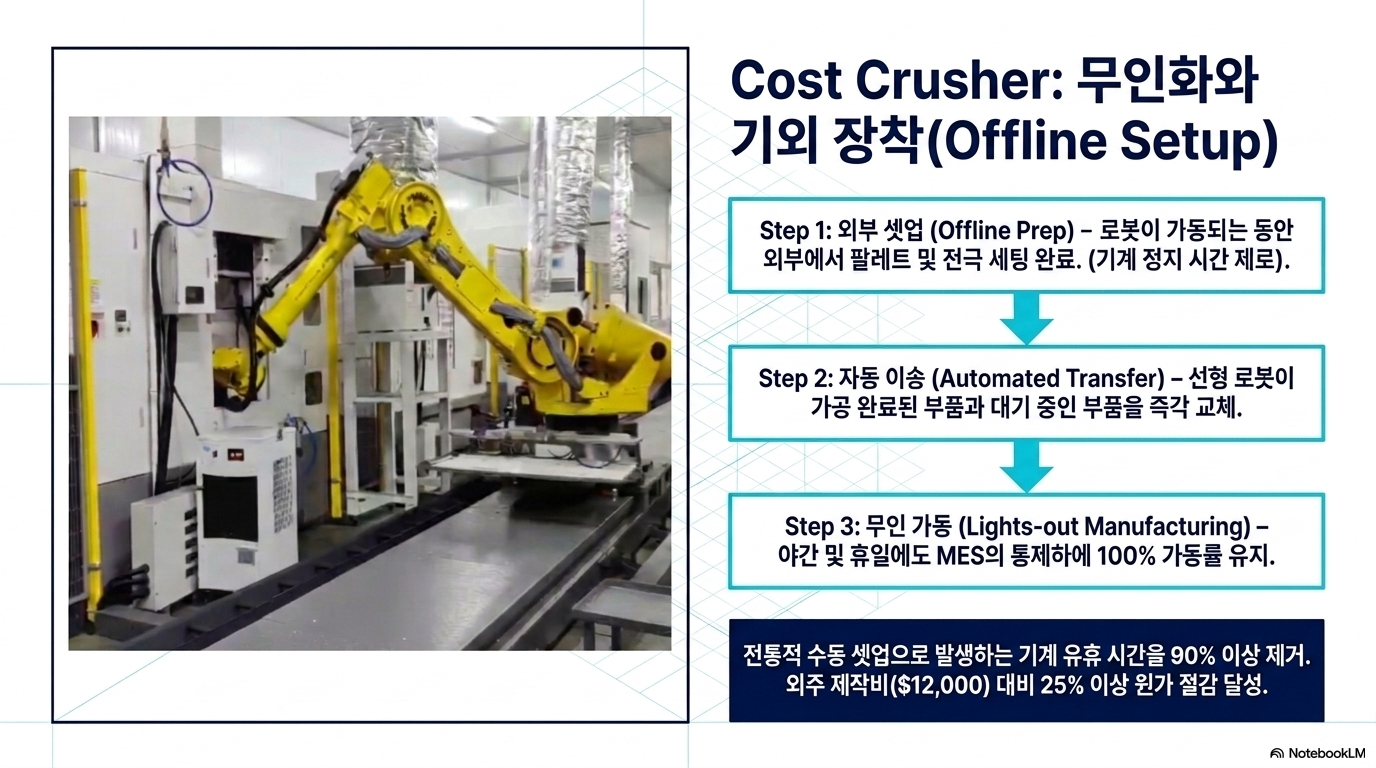 Cost Crusher: 무인화와
기외 장착(Offline Setup)
Step 1: 외부 셋업 (Offline Prep) – 로봇이 가동되는 동안
외부에서 팔레트 및 전극 세팅 완료. (기계 정지 시간 제로).
Step 2: 자동 이송 (Automated Transfer) – 선형 로봇이
가공 완료된 부품과 대기 중인 부품을 즉각 교체.
Step 3: 무인 가동 (Lights-out Manufacturing) –
야간 및 휴일에도 MES의 통제하에 100% 가동률 유지.
전통적 수동 셋업으로 발생하는 기계 유휴 시간을 90% 이상 제거.
외주 제작비($12,000) 대비 25% 이상 원가 절감 달성.
NotebookLM